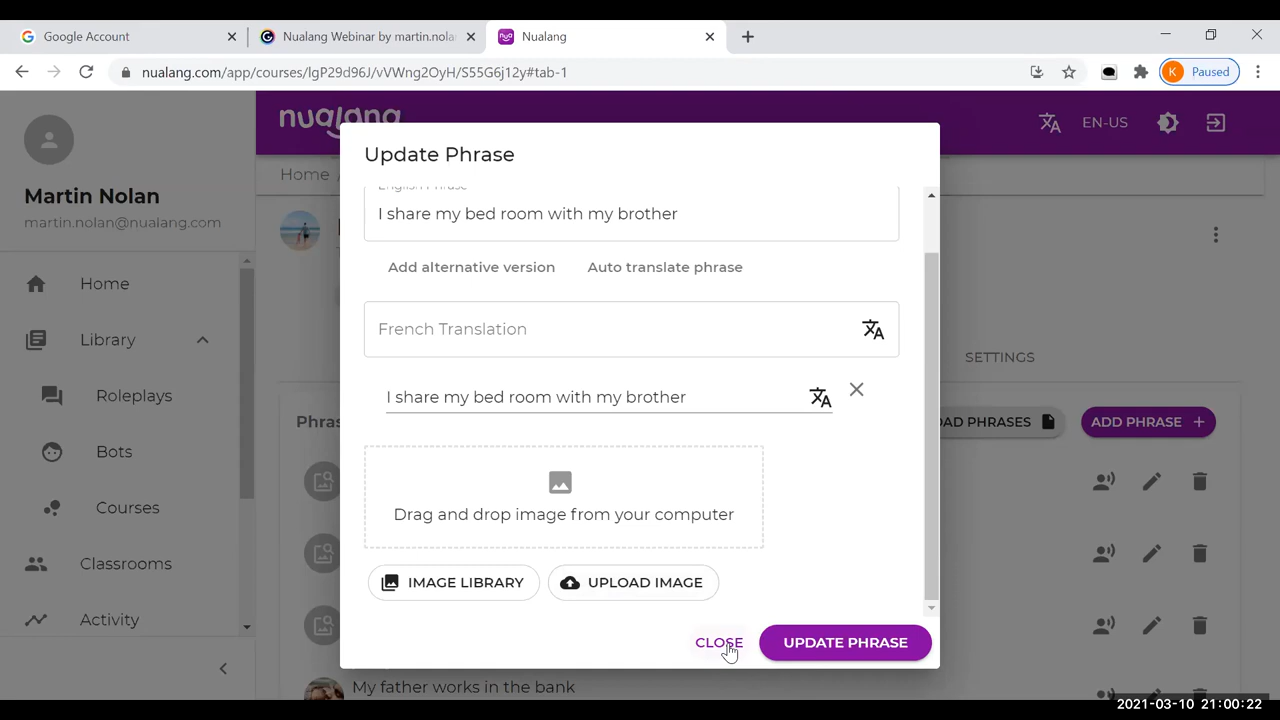 Google Account
Nualang Webinar by martin.nola
Nualang
nualang.com/app/courses/lgP29d96J/vVWng2OyH/S55G6j12y#tab-1
K Paused
nualang
EN-US
Martin Nolan
martin.nolan@nualang.com
Home
Library
Roleplays
Bots
Courses
Classrooms
Activity
Home /
SETTINGS
Phras
AD PHRASES
ADD PHRASE +
My father works in the bank
Update Phrase
English Phrase
I share my bed room with my brother
Add alternative version
Auto translate phrase
French Translation
I share my bed room with my brother
Drag and drop image from your computer
IMAGE LIBRARY
UPLOAD IMAGE
CLOSE
UPDATE PHRASE
2021-03-10 21:00:22